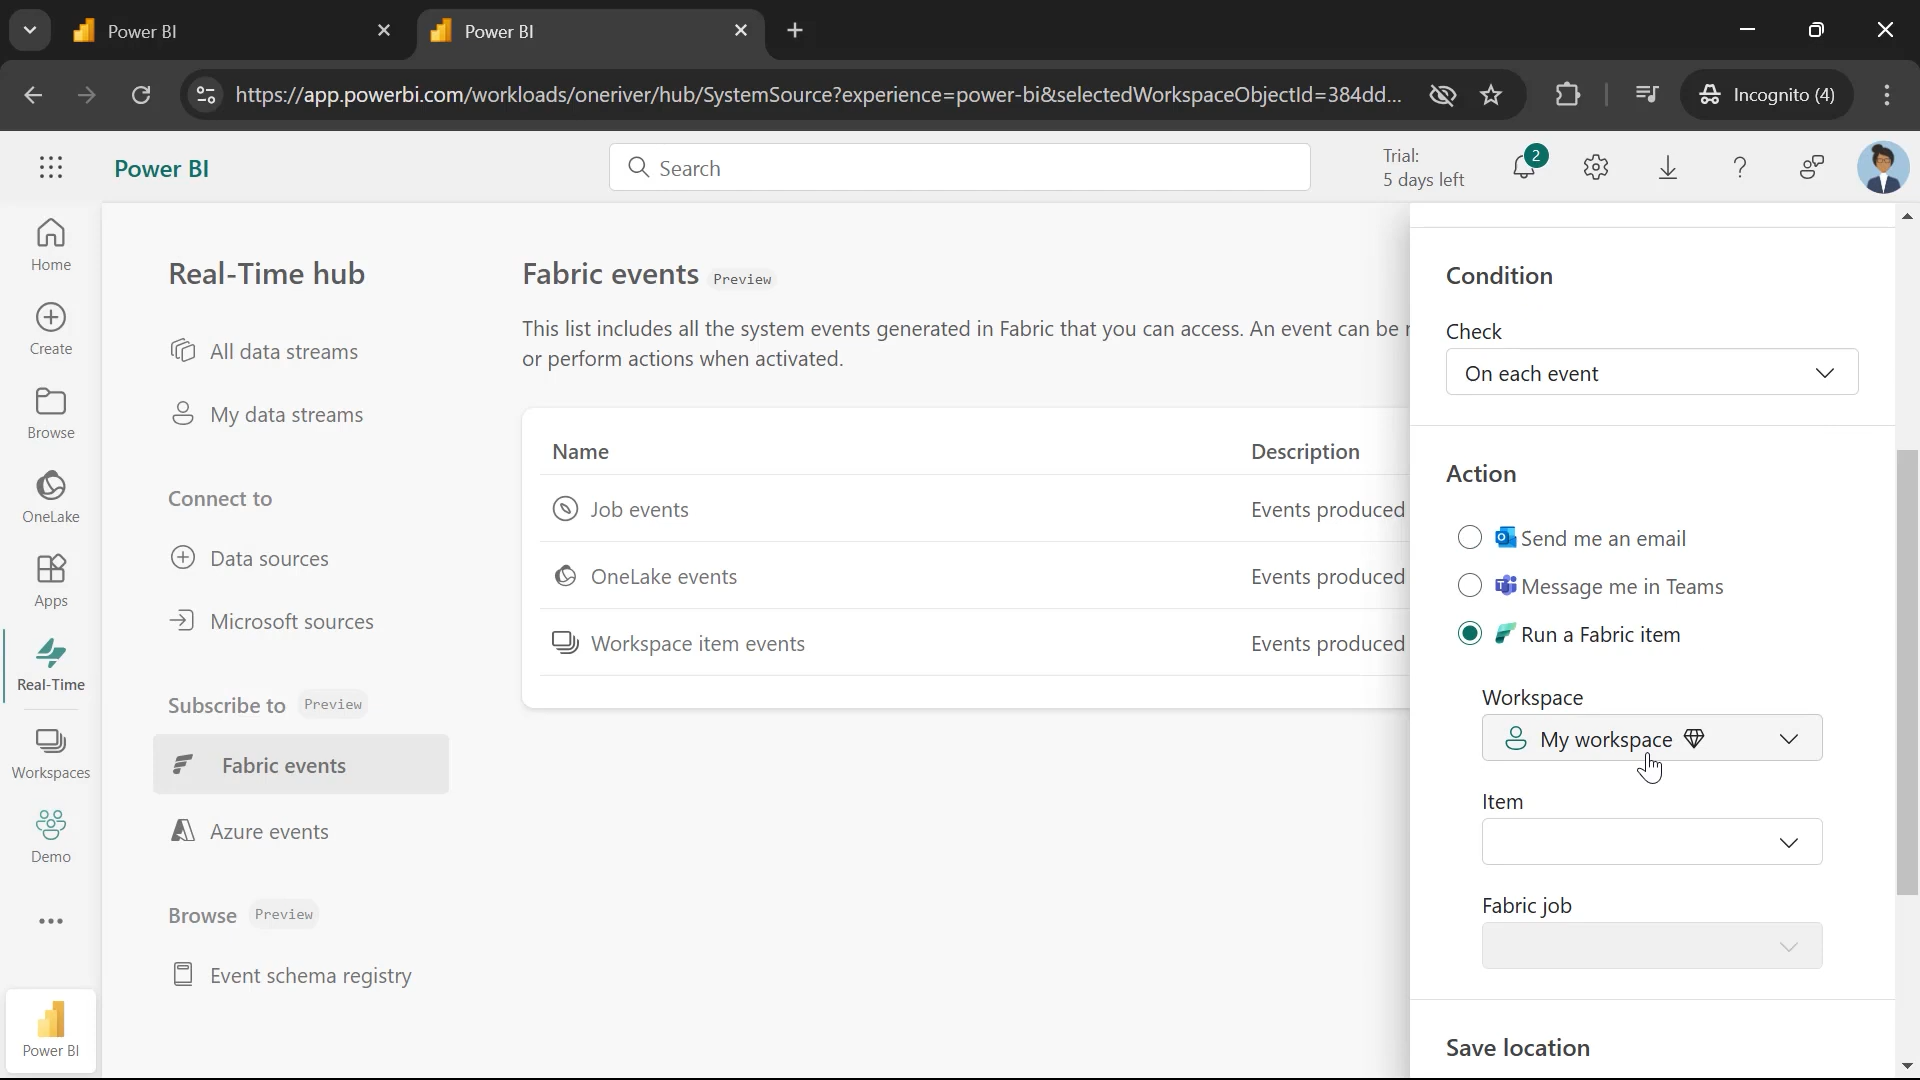 Power BI
Power BI
https://app.powerbi.com/workloads/oneriver/hub/SystemSource?experience=power-bi&selectedWorkspaceObjectId=384dd...
Incognito (4)
Power BI
Search
Trial:
5 days left
2
Home
Create
Browse
OneLake
Apps
Real-Time
Workspaces
Demo
Power BI
Real-Time hub
All data streams
My data streams
Connect to
Data sources
Microsoft sources
Subscribe to Preview
Fabric events
Azure events
Browse Preview
Event schema registry
Fabric events Preview
This list includes all the system events generated in Fabric that you can access. An event can be
or perform actions when activated.
Name Description
Job events Events produced
OneLake events Events produced
Workspace item events Events produced
Condition
Check
On each event
Action
Send me an email
Message me in Teams
Run a Fabric item
Workspace
My workspace
Item
Fabric job
Save location